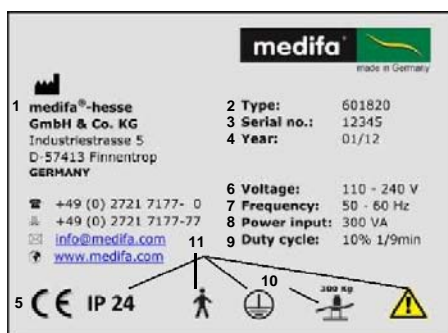 medifa®
made in Germany
1 medifa®-hesse
GmbH & Co. KG
Industriestrasse 5
D-57413 Finnentrop
GERMANY
2 Type: 601820
3 Serial no.: 12345
4 Year: 01/12
+49 (0) 2721 7177- 0
+49 (0) 2721 7177-77
info@medifa.com
www.medifa.com
6 Voltage: 110 - 240 V
7 Frequency: 50 - 60 Hz
8 Power input: 300 VA
9 Duty cycle: 10% 1/9min
11
10
300 Kg
5 CE IP 24